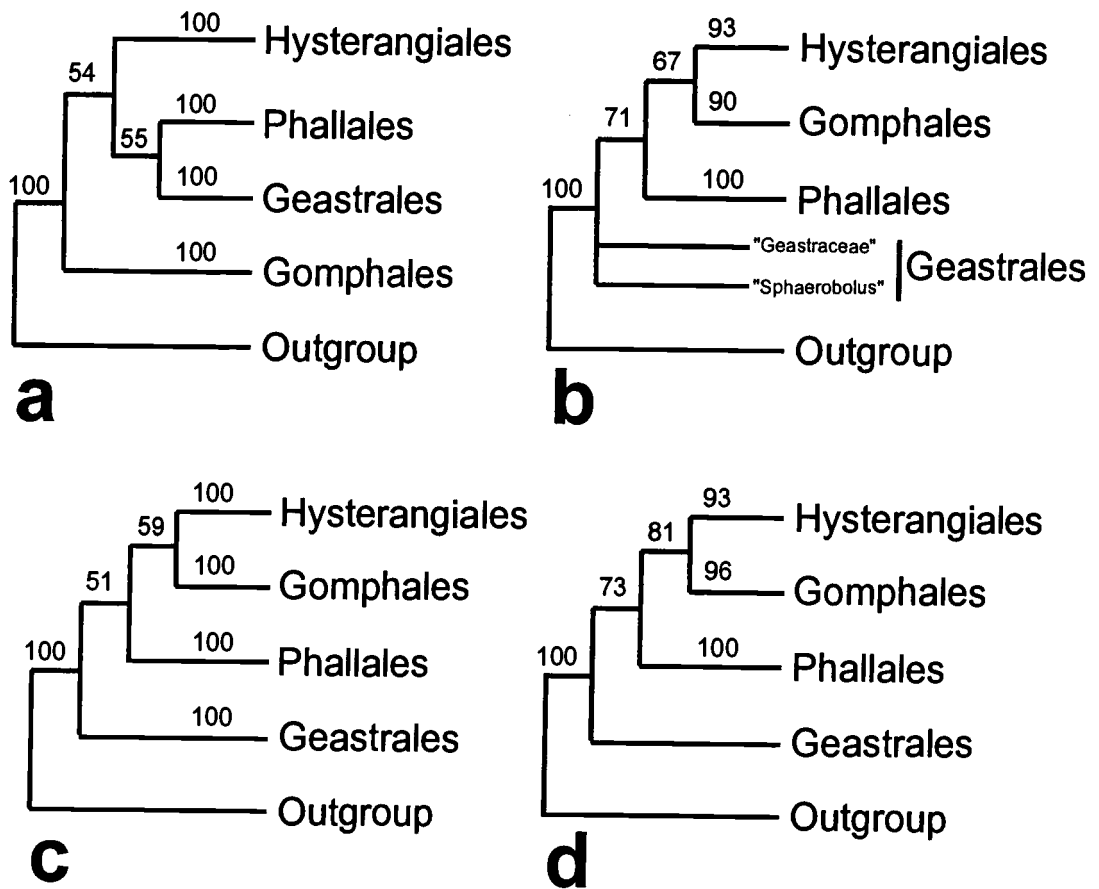 100
Hysterangiales
54
100
Phallales
55
100
Geastrales
100
100
Gomphales
Outgroup
a
93
Hysterangiales
67
90
Gomphales
71
100
100
Phallales
"Geastraceae"
"Sphaerobolus"
Geastrales
Outgroup
b
100
Hysterangiales
59
100
Gomphales
51
100
Phallales
100
100
Geastrales
Outgroup
c
93
Hysterangiales
81
96
Gomphales
73
100
100
Phallales
Geastrales
Outgroup
d